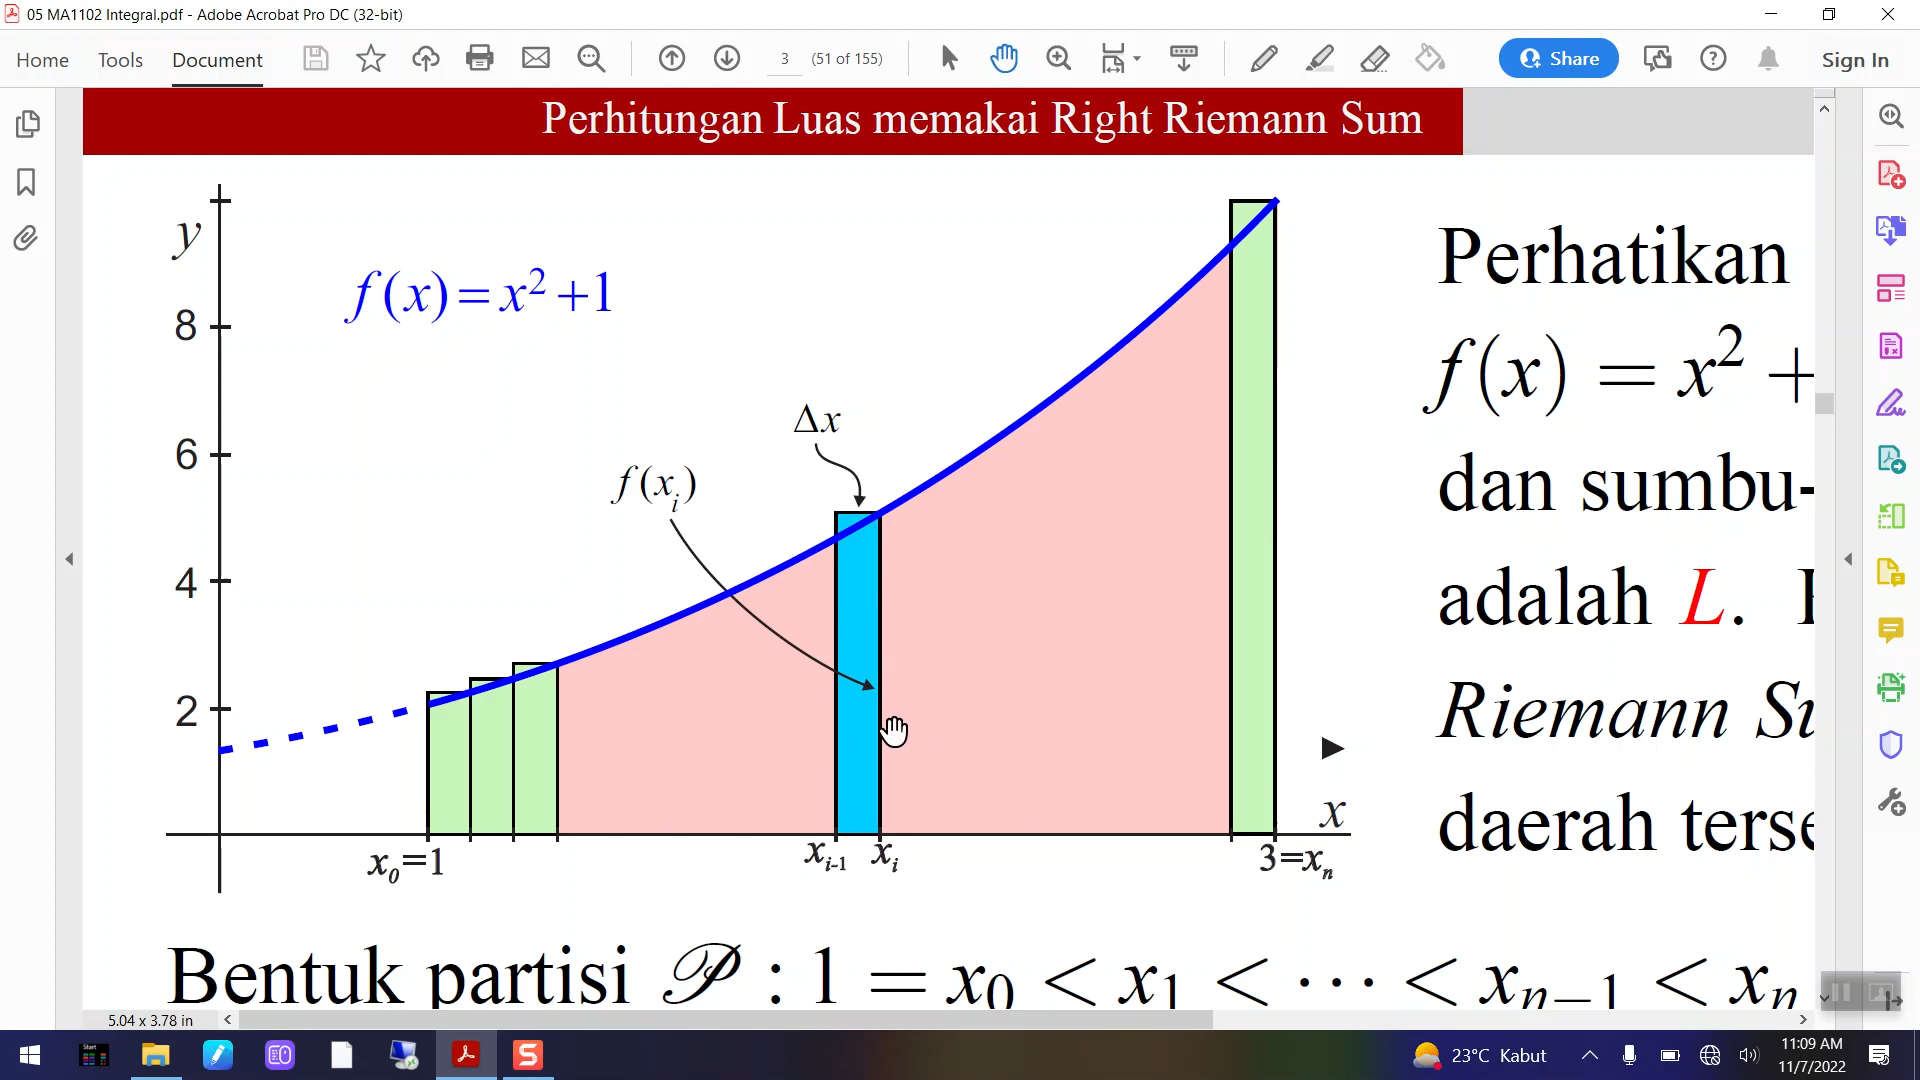 05 MA1102 Integral.pdf - Adobe Acrobat Pro DC (32-bit)
Home Tools Document 3 (51 of 155) Share Sign In
Perhitungan Luas memakai Right Riemann Sum
y
f(x)=x²+1
8
6
4
2
Δx
f(xᵢ)
x
x₀=1
xᵢ₋₁ xᵢ
3=xₙ
Perhatikan
f(x) = x² +
dan sumbu-
adalah L.
Riemann
daerah
Bentuk partisi 𝒫 : 1 = x₀ < x₁ < ⋯ < xₙ₋₁ < xₙ
5.04 x 3.78 in
Start
23°C Kabut
11:09 AM
11/7/2022